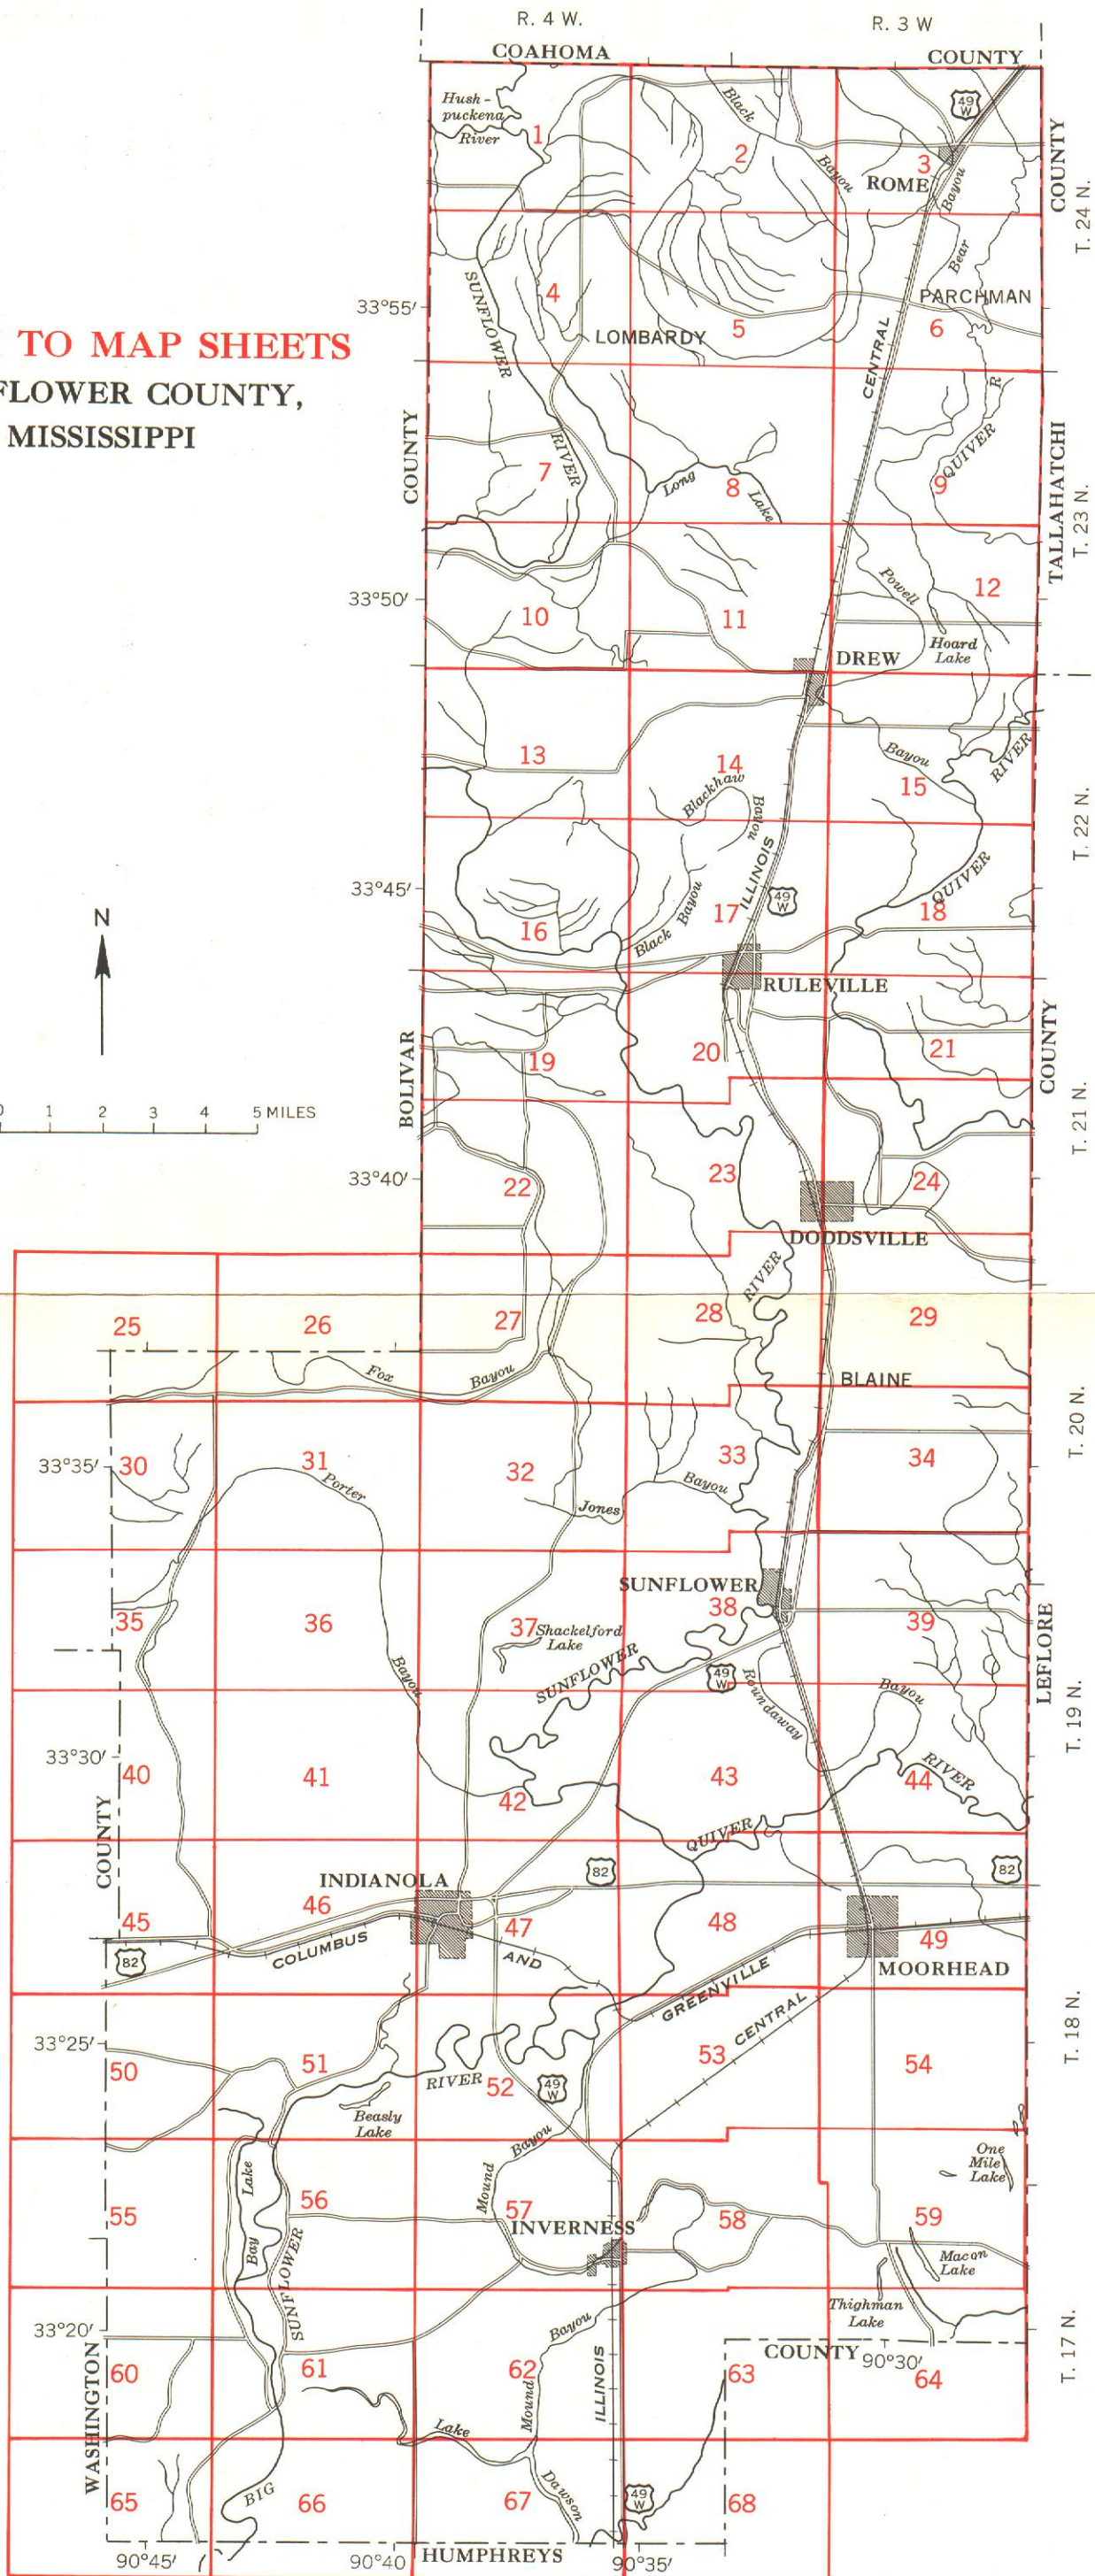 R. 4 W.
R. 3 W
COAHOMA
COUNTY
49
W
Hush-
puckena
River
1
Black
2
Bayou
3
ROME
Bayou
COUNTY
T. 24 N.
SUNFLOWER
4
Bear
PARCHMAN
33°55'
5
6
LOMBARDY
TO MAP SHEETS
FLOWER COUNTY,
MISSISSIPPI
CENTRAL
R
COUNTY
RIVER
QUIVER
TALLAHATCHI
7
Long
8
Lake
9
T. 23 N.
33°50'
Powell
12
10
11
Hoard
Lake
DREW
13
14
Bayou
15
RIVER
Blackhaw
Bayou
T. 22 N.
33°45'
ILLINOIS
49
W
QUIVER
16
Black
Bayou
17
18
N
RULEVILLE
BOLIVAR
19
20
21
COUNTY
0 1 2 3 4 5 MILES
T. 21 N.
33°40'
22
23
24
DODDSVILLE
RIVER
25
26
27
28
29
Fox
Bayou
BLAINE
T. 20 N.
33°35'
30
31
32
33
34
Porter
Jones
Bayou
SUNFLOWER
35
36
37
38
39
Shackelford
Lake
SUNFLOWER
49
W
Roundaway
Bayou
Bayou
LEFLORE
T. 19 N.
33°30'
40
41
42
43
44
RIVER
COUNTY
QUIVER
INDIANOLA
82
82
45
46
47
48
49
82
COLUMBUS
AND
GREENVILLE
MOORHEAD
CENTRAL
T. 18 N.
33°25'
50
51
52
53
54
RIVER
49
W
Beasly
Lake
Bayou
One
Mile
Lake
Lake
Mound
55
56
57
58
59
INVERNESS
Bay
SUNFLOWER
Macon
Lake
Thighman
Lake
33°20'
Bayou
COUNTY
90°30'
T. 17 N.
WASHINGTON
60
61
62
63
64
ILLINOIS
Mound
Lake
Dawson
BIG
49
W
65
66
67
68
90°45'
90°40
HUMPHREYS
90°35'